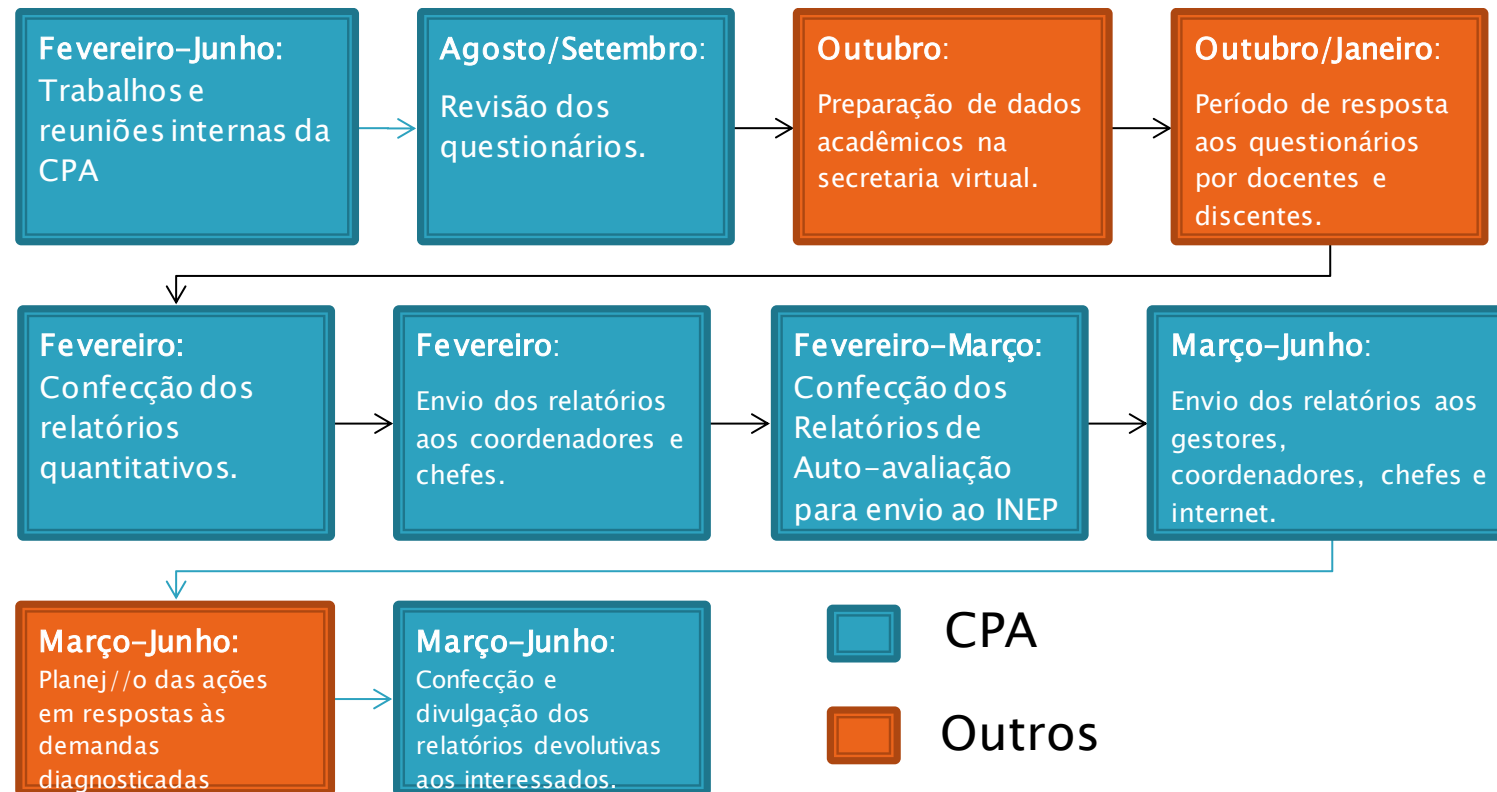 Fevereiro-Junho:
Trabalhos e
reuniões internas da
CPA
Agosto/Setembro:
Revisão dos
questionários.
Outubro:
Preparação de dados
acadêmicos na
secretaria virtual.
Outubro/Janeiro:
Período de resposta
aos questionários
por docentes e
discentes.
Fevereiro:
Confecção dos
relatórios
quantitativos.
Fevereiro:
Envio dos relatórios
aos coordenadores e
chefes.
Fevereiro-Março:
Confecção dos
Relatórios de
Auto-avaliação
para envio ao INEP
Março-Junho:
Envio dos relatórios aos
gestores,
coordenadores, chefes e
internet.
Março-Junho:
Planej//o das ações
em respostas às
demandas
diagnosticadas
Março-Junho:
Confecção e
divulgação dos
relatórios devolutivas
aos interessados.
CPA
Outros